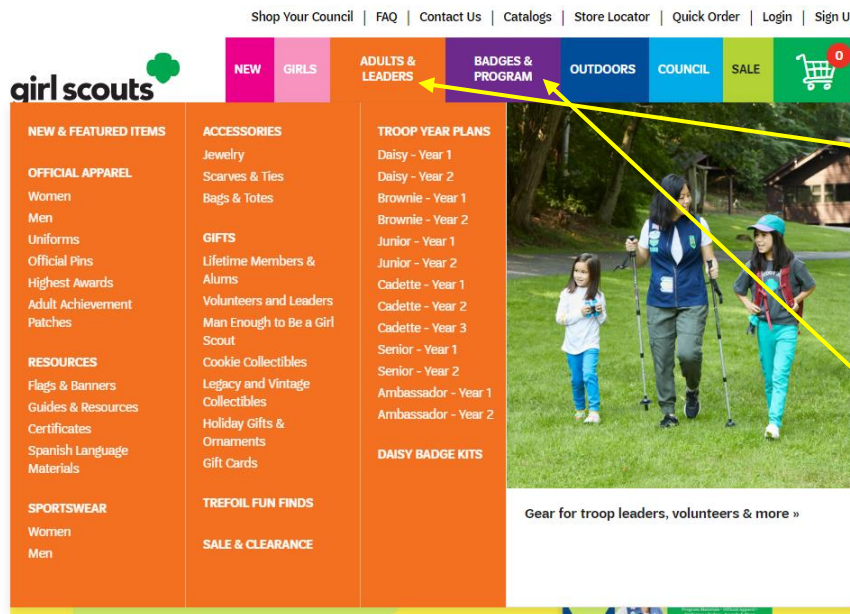 Shop Your Council | FAQ | Contact Us | Catalogs | Store Locator | Quick Order | Login | Sign U
girl scouts
NEW
GIRLS
ADULTS &
LEADERS
BADGES &
PROGRAM
OUTDOORS
COUNCIL
SALE
0
NEW & FEATURED ITEMS
OFFICIAL APPAREL
Women
Men
Uniforms
Official Pins
Highest Awards
Adult Achievement
Patches
RESOURCES
Flags & Banners
Guides & Resources
Certificates
Spanish Language
Materials
SPORTSWEAR
Women
Men
ACCESSORIES
Jewelry
Scarves & Ties
Bags & Totes
GIFTS
Lifetime Members &
Alums
Volunteers and Leaders
Man Enough to Be a Girl
Scout
Cookie Collectibles
Legacy and Vintage
Collectibles
Holiday Gifts &
Ornaments
Gift Cards
TREFOIL FUN FINDS
SALE & CLEARANCE
TROOP YEAR PLANS
Daisy - Year 1
Daisy - Year 2
Brownie - Year 1
Brownie - Year 2
Junior - Year 1
Junior - Year 2
Cadette - Year 1
Cadette - Year 2
Cadette - Year 3
Senior - Year 1
Senior - Year 2
Ambassador - Year 1
Ambassador - Year 2
DAISY BADGE KITS
Gear for troop leaders, volunteers & more »